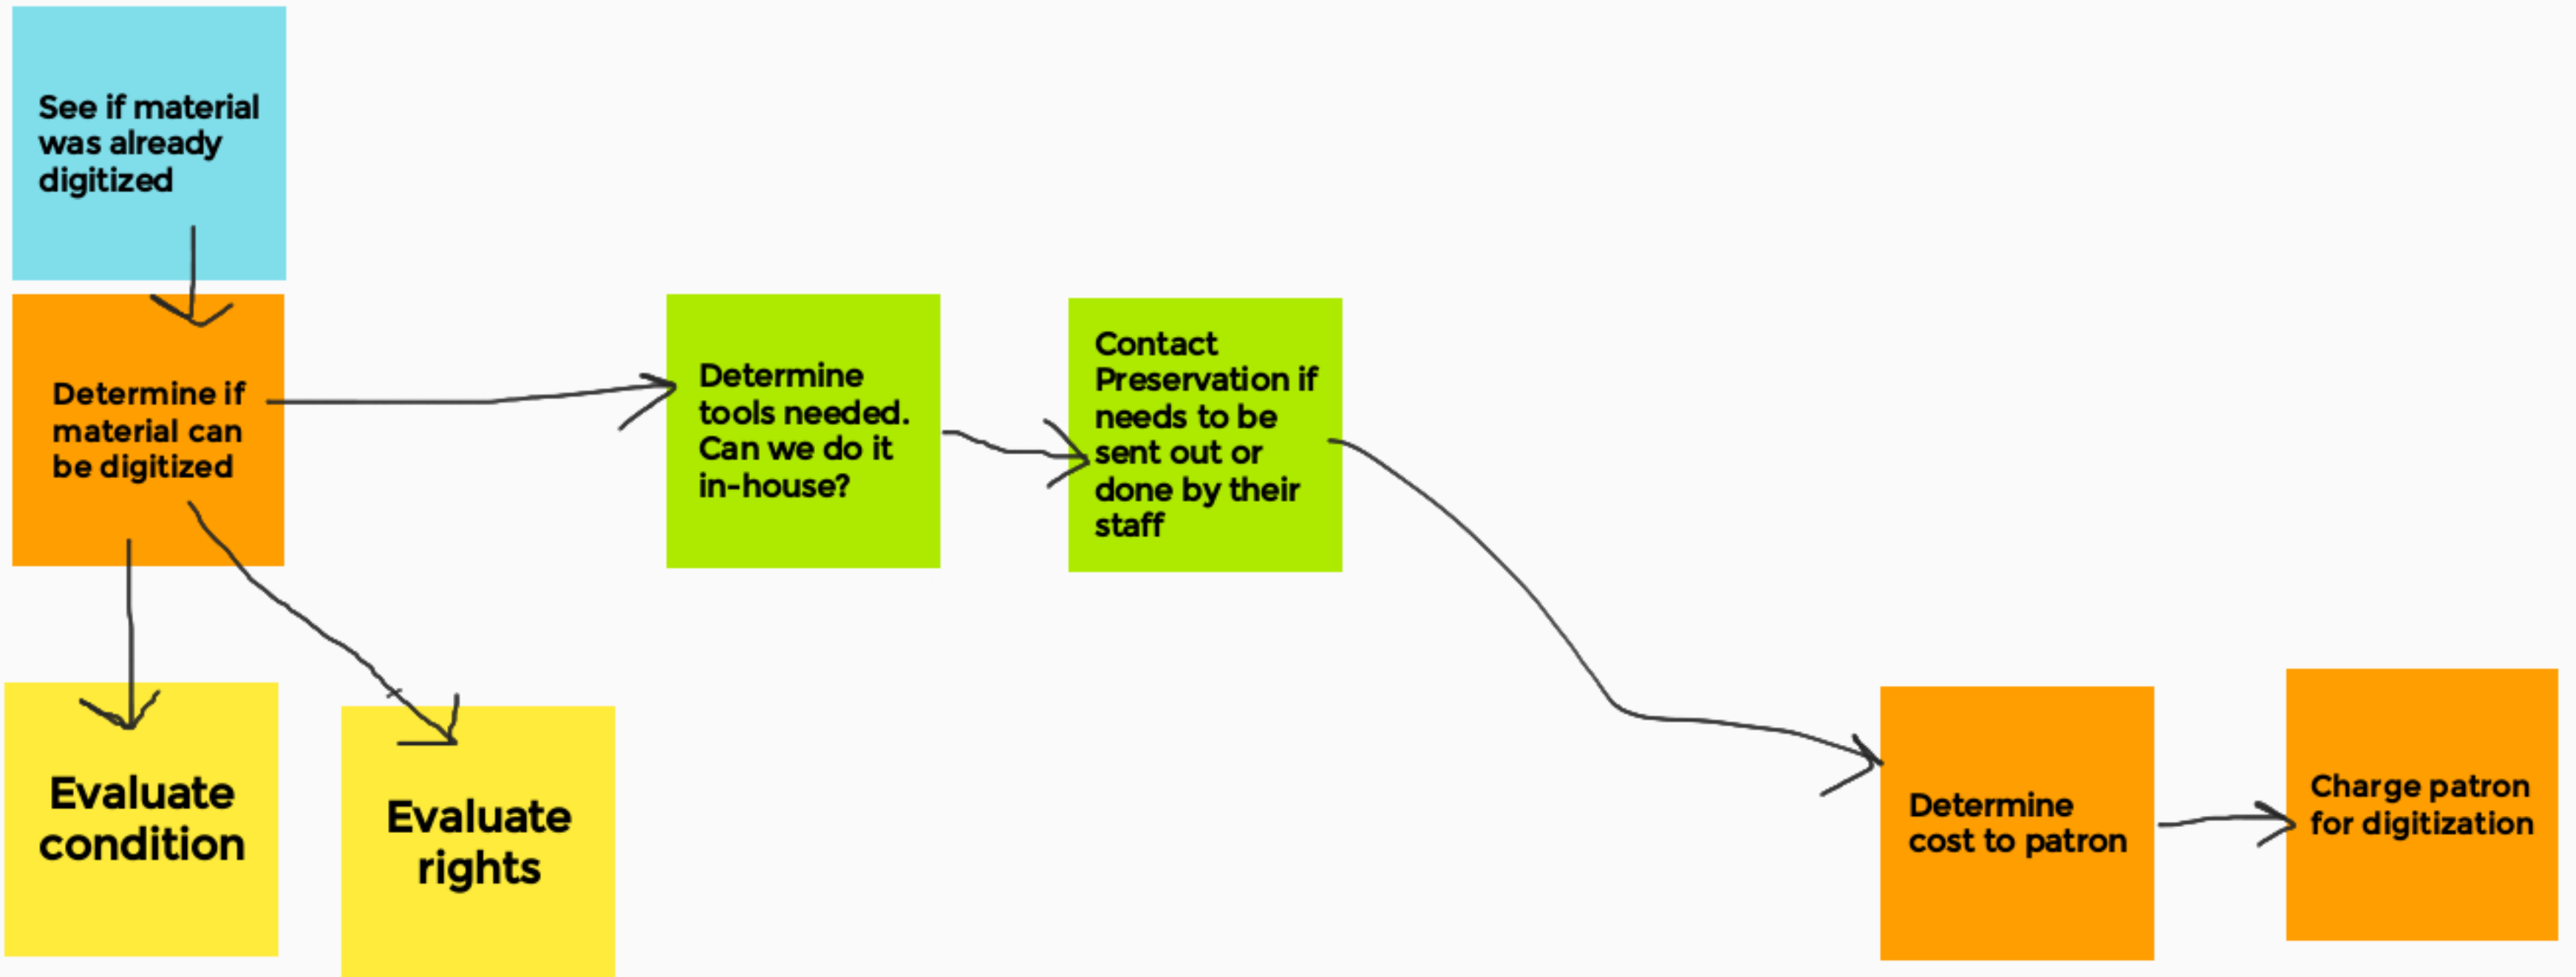 See if material
was already
digitized
Determine if
material can
be digitized
Determine
tools needed.
Can we do it
in-house?
Contact
Preservation if
needs to be
sent out or
done by their
staff
Evaluate
condition
Evaluate
rights
Determine
cost to patron
Charge patron
for digitization